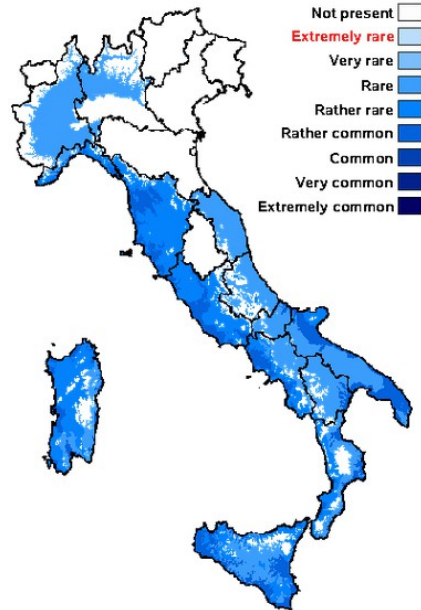 Not present
Extremely rare
Very rare
Rare
Rather rare
Rather common
Common
Very common
Extremely common